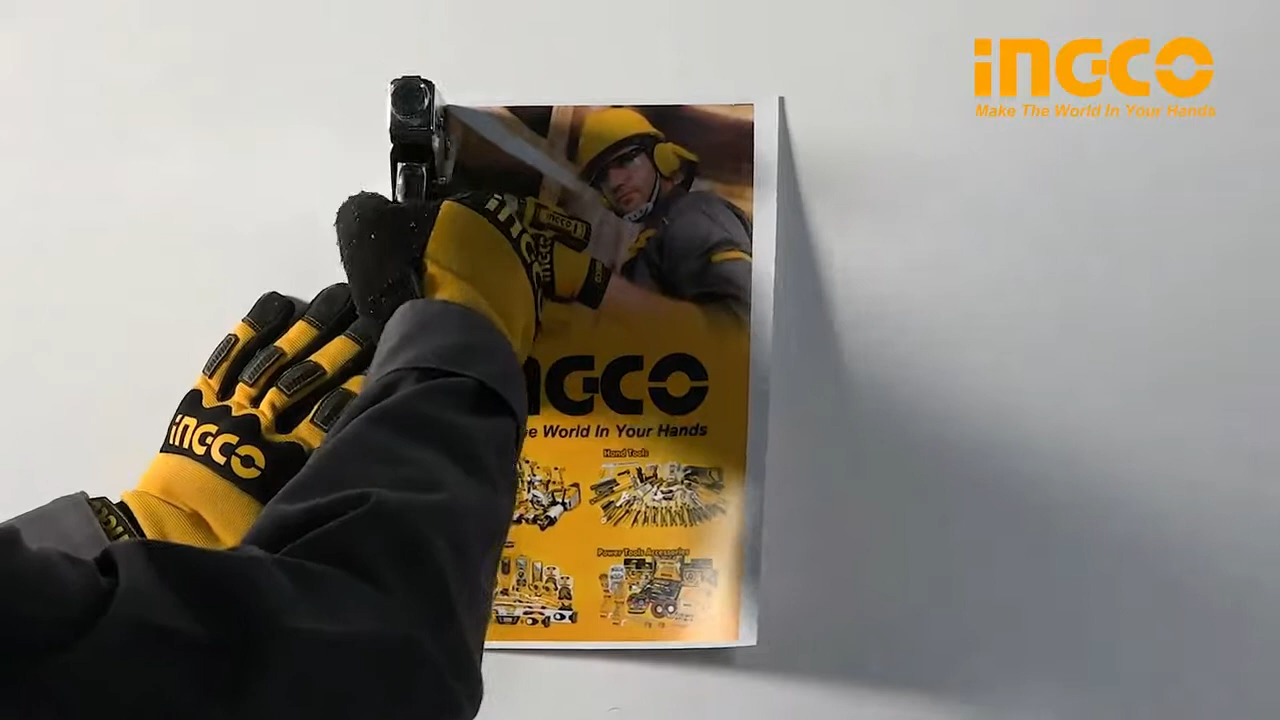 INGCO
Make The World In Your Hands
INGCO
INGCO
NGCO
e World In Your Hands
Hand Tools
INGCO
Power Tools Accessories